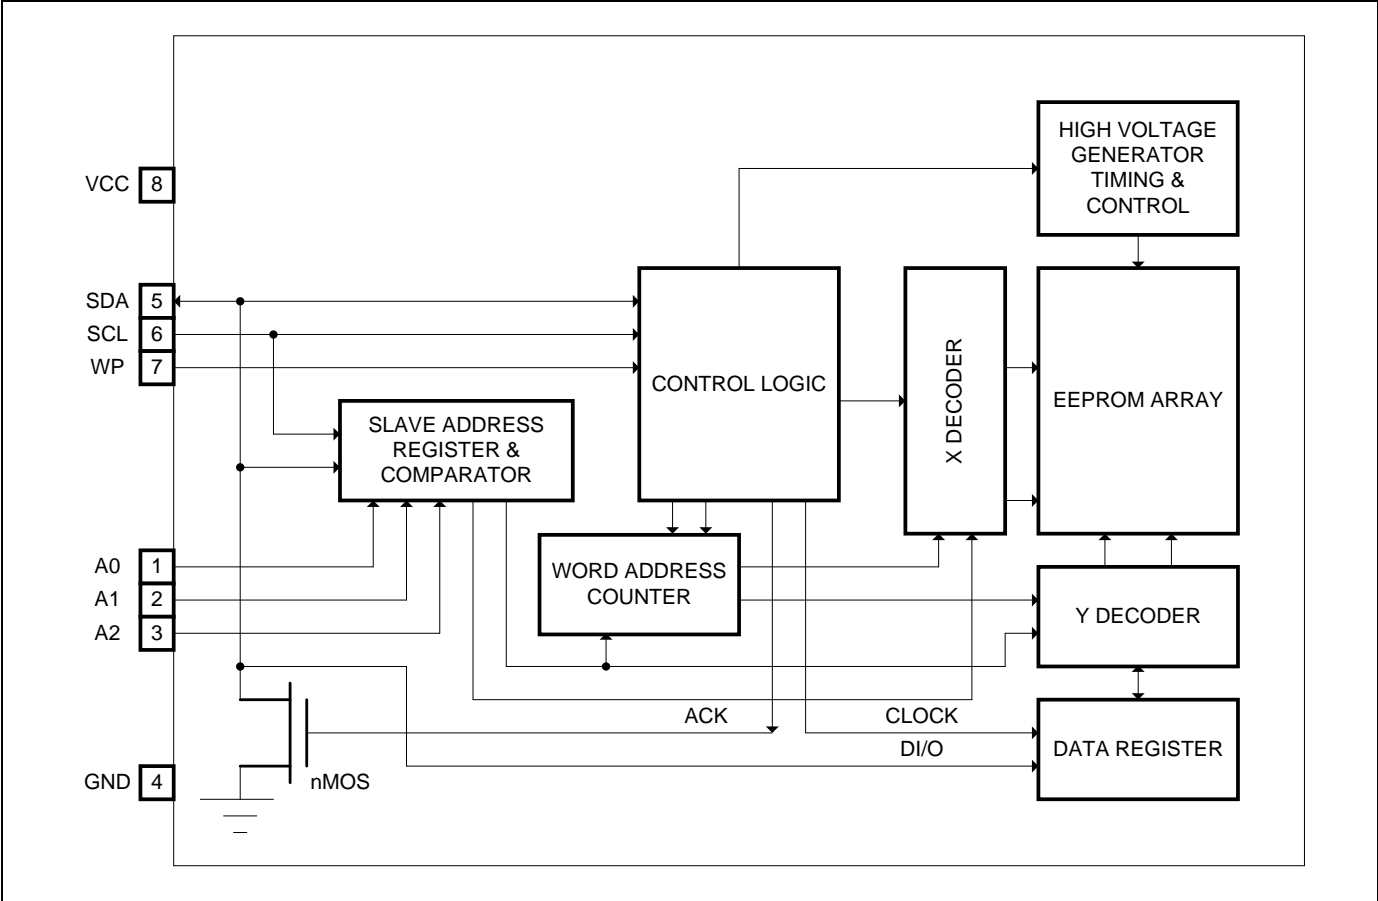 HIGH VOLTAGE
GENERATOR
TIMING &
CONTROL
VCC 8
SDA 5
SCL 6
WP 7
CONTROL LOGIC
X DECODER
EEPROM ARRAY
SLAVE ADDRESS
REGISTER &
COMPARATOR
A0 1
A1 2
A2 3
WORD ADDRESS
COUNTER
Y DECODER
ACK
CLOCK
DI/O
DATA REGISTER
GND 4
nMOS